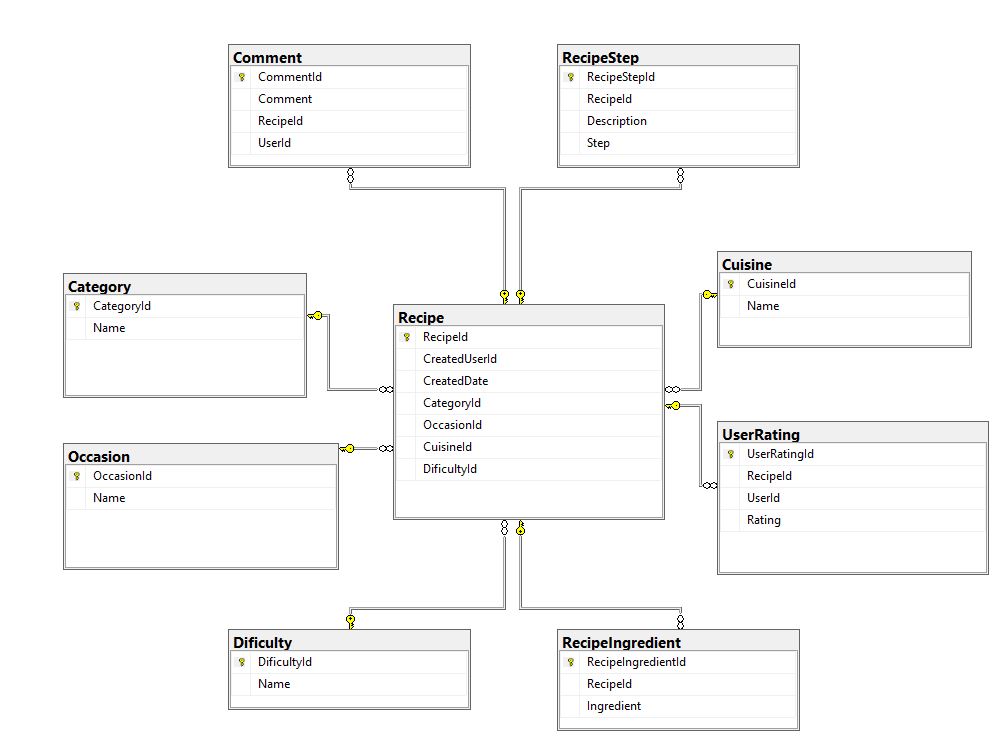 Comment
CommentId
Comment
RecipeId
UserId
RecipeStep
RecipeStepId
RecipeId
Description
Step
Category
CategoryId
Name
Recipe
RecipeId
CreatedUserId
CreatedDate
CategoryId
OccasionId
CuisineId
DificultyId
Cuisine
CuisineId
Name
Occasion
OccasionId
Name
UserRating
UserRatingId
RecipeId
UserId
Rating
Dificulty
DificultyId
Name
RecipeIngredient
RecipeIngredientId
RecipeId
Ingredient